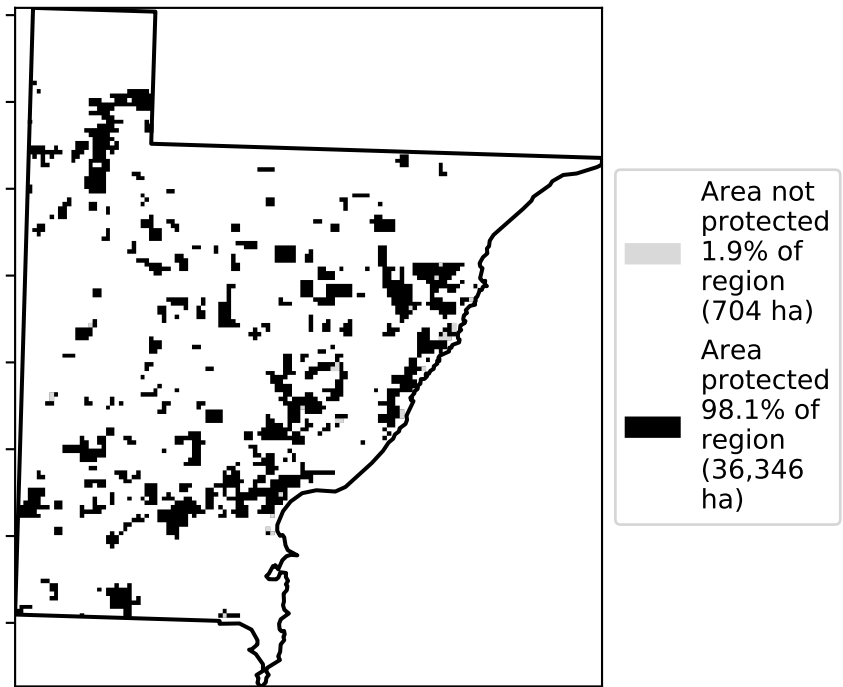 Area not
protected
1.9% of
region
(704 ha)
Area
protected
98.1% of
region
(36,346
ha)